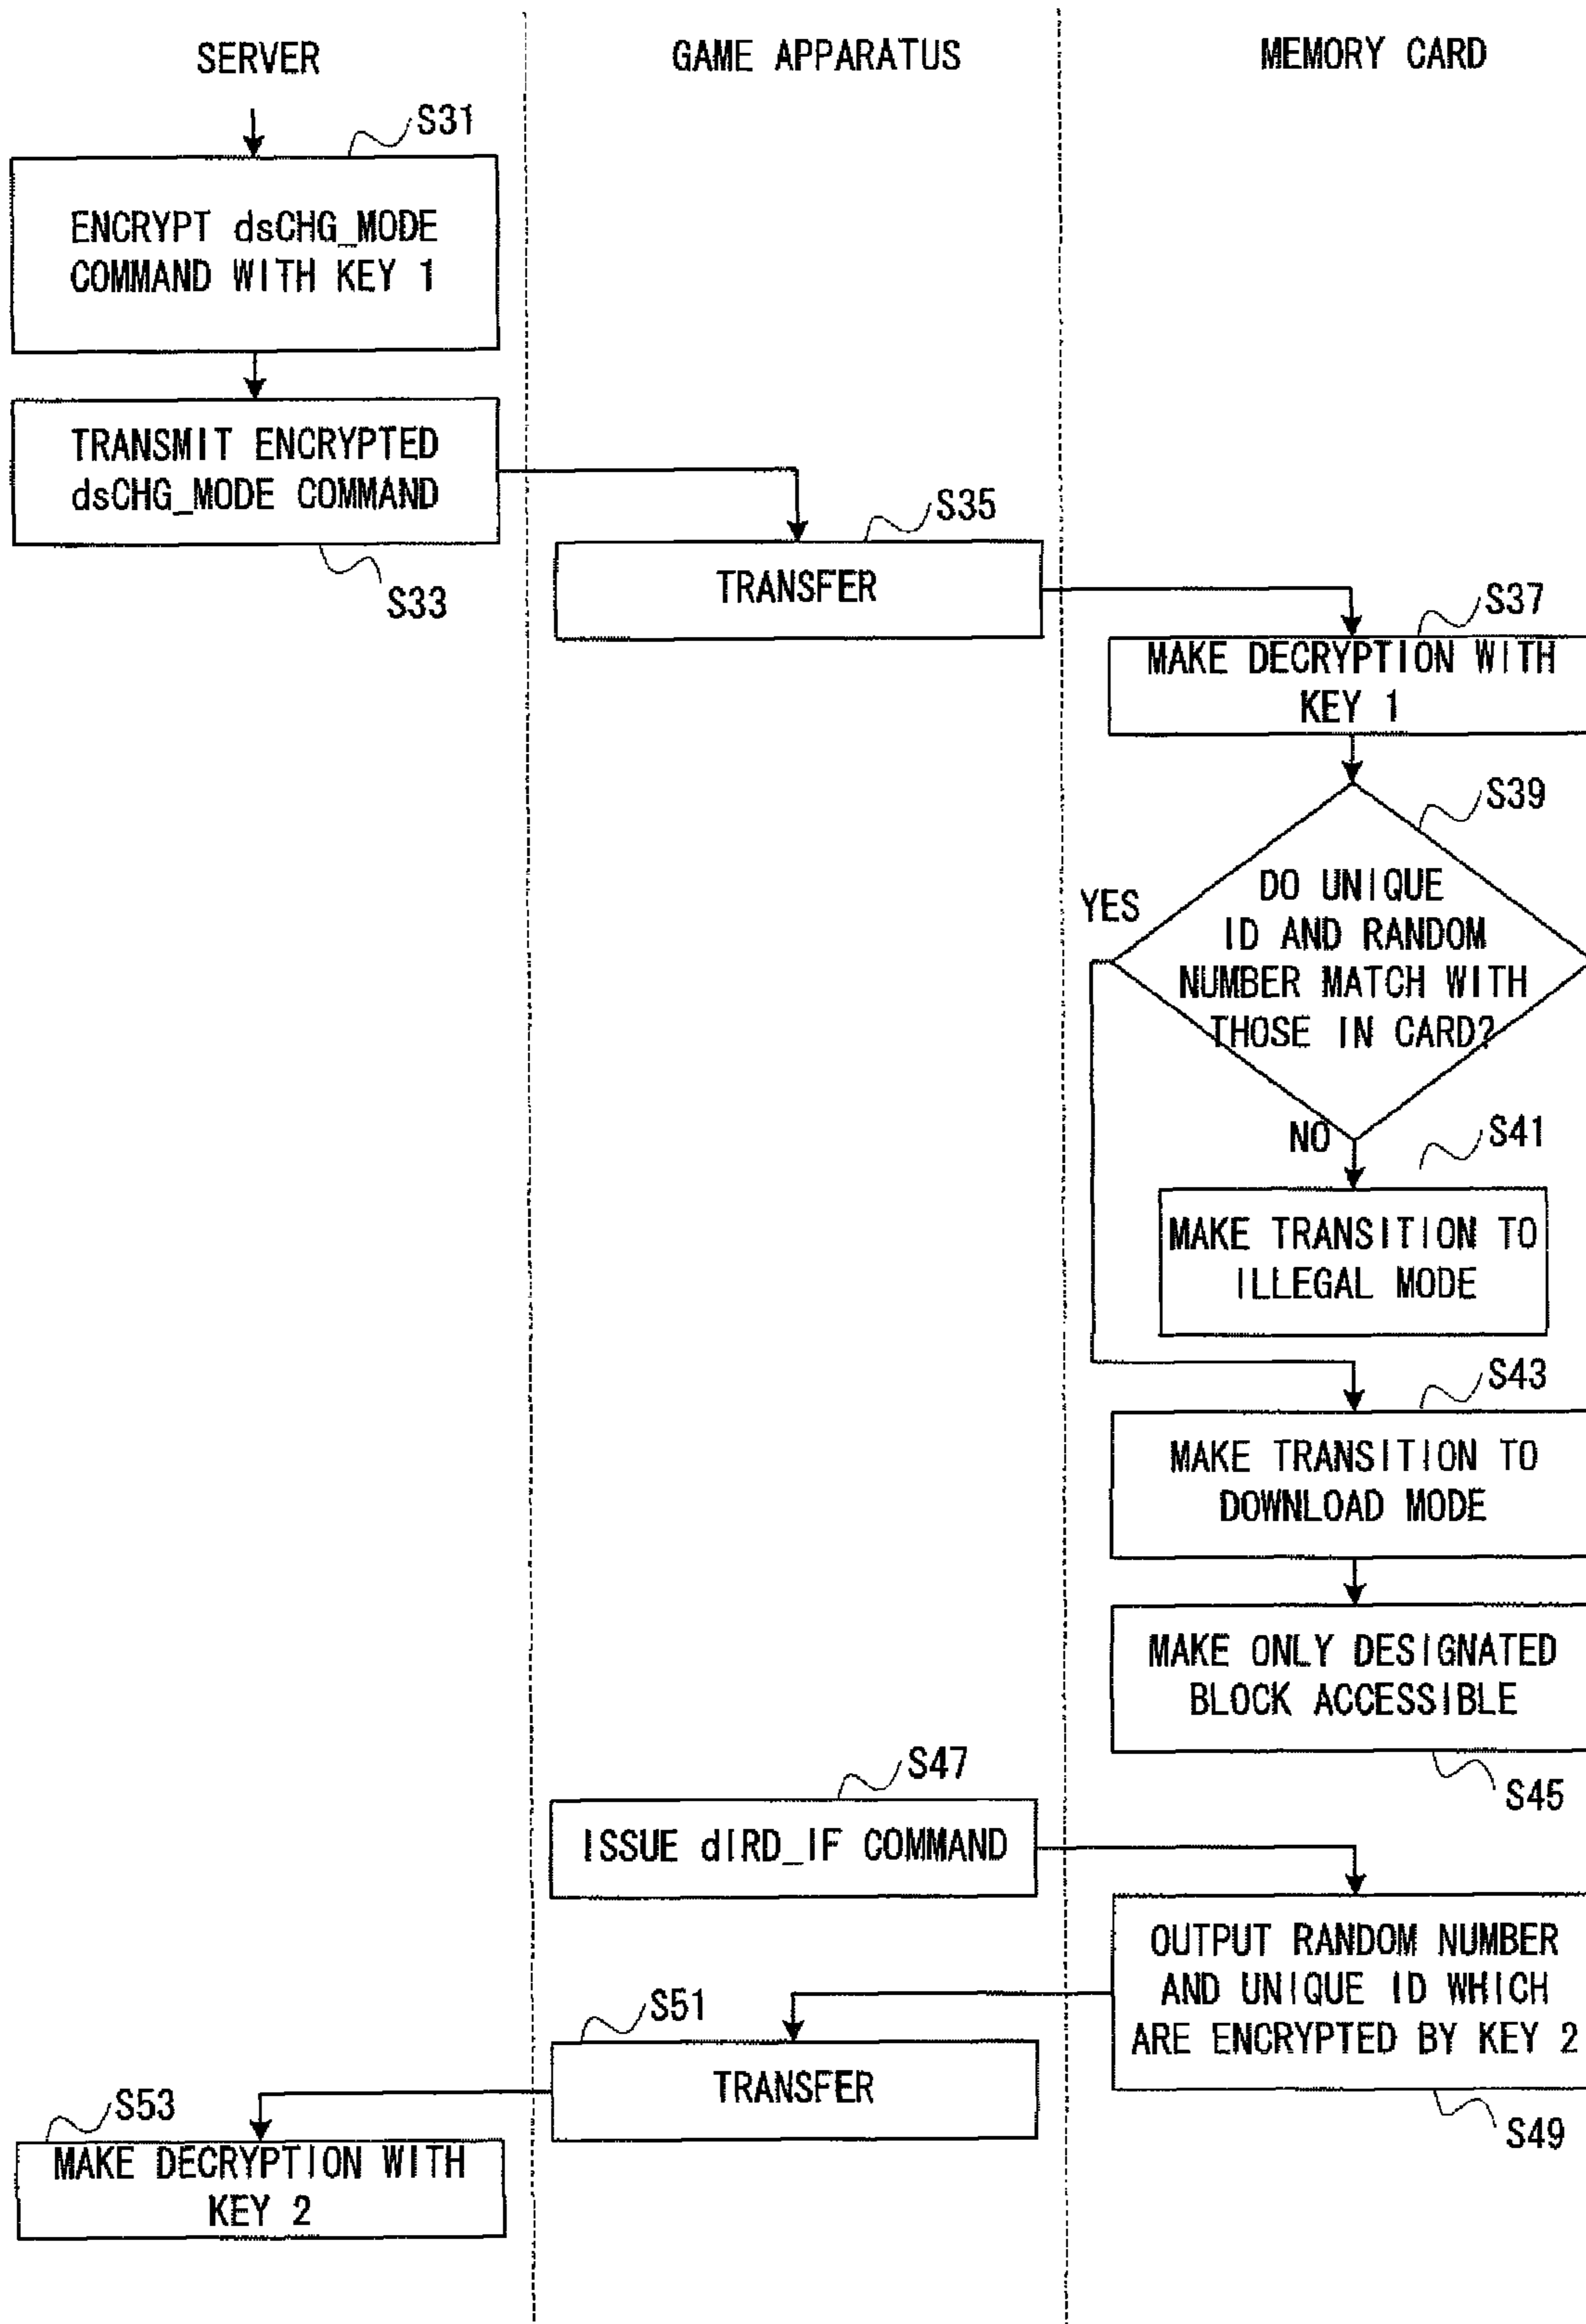 SERVER
GAME APPARATUS
MEMORY CARD
S31
ENCRYPT dsCHG_MODE
COMMAND WITH KEY 1
TRANSMIT ENCRYPTED
dsCHG_MODE COMMAND
S33
S35
TRANSFER
S37
MAKE DECRYPTION WITH
KEY 1
S39
DO UNIQUE
ID AND RANDOM
NUMBER MATCH WITH
THOSE IN CARD?
YES
NO
S41
MAKE TRANSITION TO
ILLEGAL MODE
S43
MAKE TRANSITION TO
DOWNLOAD MODE
MAKE ONLY DESIGNATED
BLOCK ACCESSIBLE
S45
S47
ISSUE dIRD_IF COMMAND
OUTPUT RANDOM NUMBER
AND UNIQUE ID WHICH
ARE ENCRYPTED BY KEY 2
S49
S51
TRANSFER
S53
MAKE DECRYPTION WITH
KEY 2